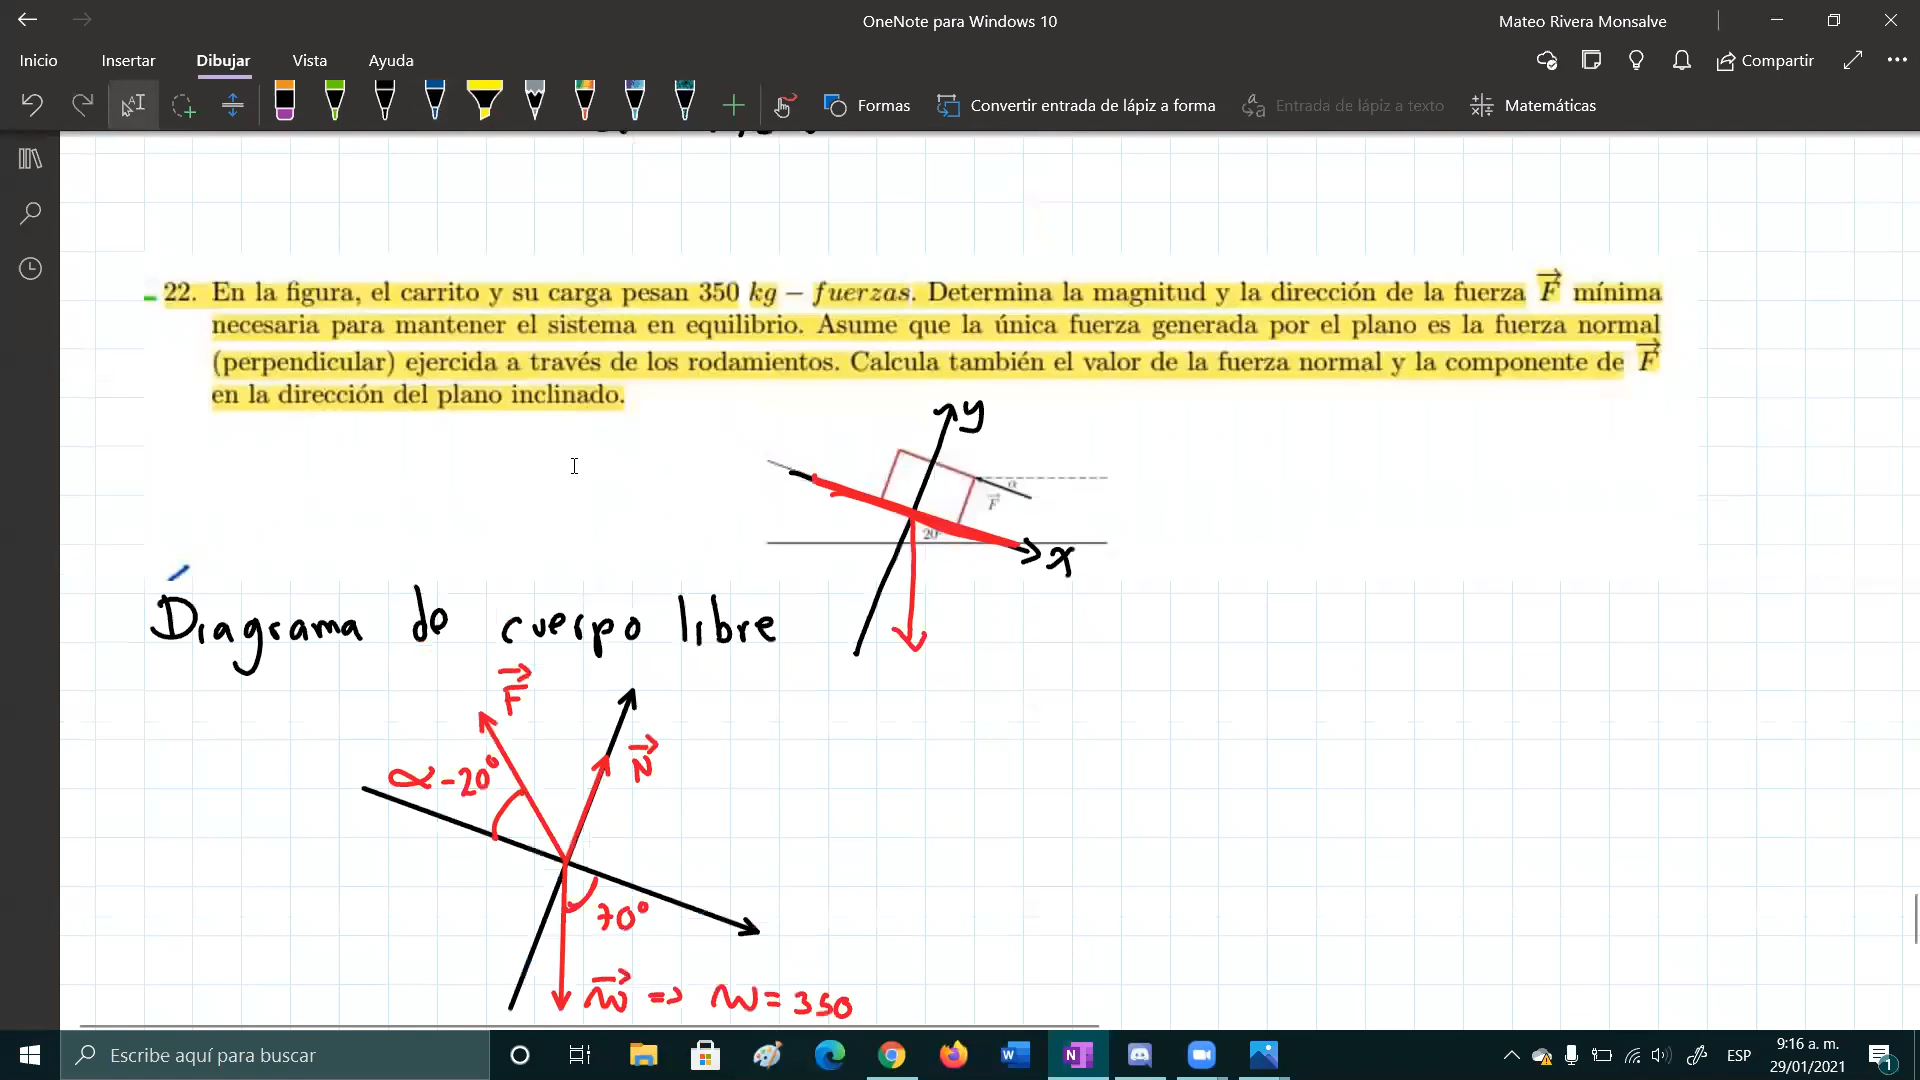 OneNote para Windows 10
Mateo Rivera Monsalve
Inicio
Insertar
Dibujar
Vista
Ayuda
Compartir
Formas
Convertir entrada de lápiz a forma
Entrada de lápiz a texto
Matemáticas
22. En la figura, el carrito y su carga pesan 350 kg − fuerzas. Determina la magnitud y la dirección de la fuerza F mínima
necesaria para mantener el sistema en equilibrio. Asume que la única fuerza generada por el plano es la fuerza normal
(perpendicular) ejercida a través de los rodamientos. Calcula también el valor de la fuerza normal y la componente de F
en la dirección del plano inclinado.
y
α
F
20
x
Diagrama de cuerpo libre
F
N
α-20°
70°
w => w = 350
Escribe aquí para buscar
ESP
9:16 a. m.
29/01/2021
1